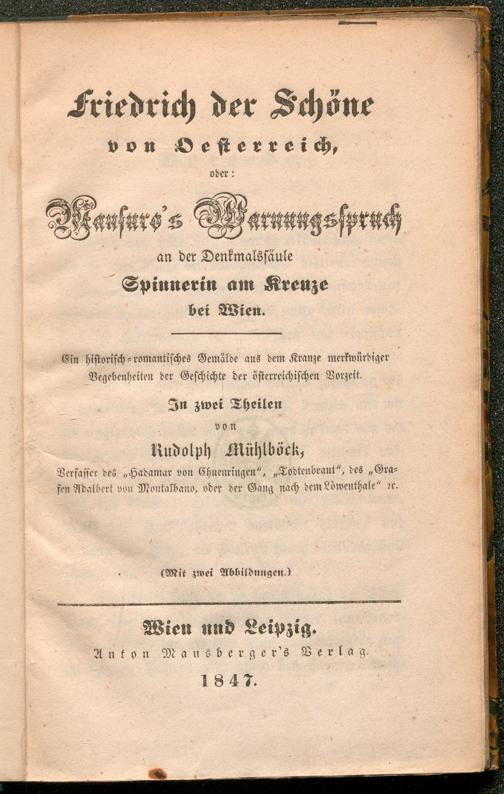 Friedrich der Schöne
von Oesterreich,
oder:
Mansuro's Warnungsspruch
an der Denkmalsäule
Spinnerin am Kreuze
bei Wien.
Ein historisch-romantisches Gemälde aus dem Kranze merkwürdiger
Begebenheiten der Geschichte der österreichischen Vorzeit.
In zwei Theilen
von
Rudolph Mühlböck,
Verfasser des „Hadamar von Chuenringen“, „Todtenbraut“, des „Gra-
fen Adalbert von Montalbano, oder der Gang nach dem Löwenthale“ ꝛc.
(Mit zwei Abbildungen.)
Wien und Leipzig.
Anton Mausberger's Verlag.
1847.